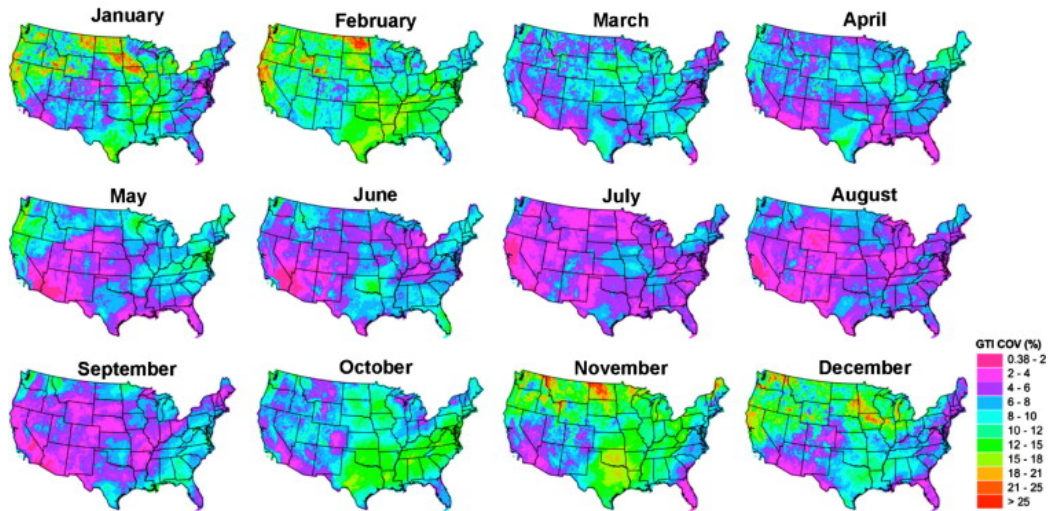 January
February
March
April
May
June
July
August
September
October
November
December
GTI COV (%)
0.38 - 2
2 - 4
4 - 6
6 - 8
8 - 10
10 - 12
12 - 15
15 - 18
18 - 21
21 - 25
> 25